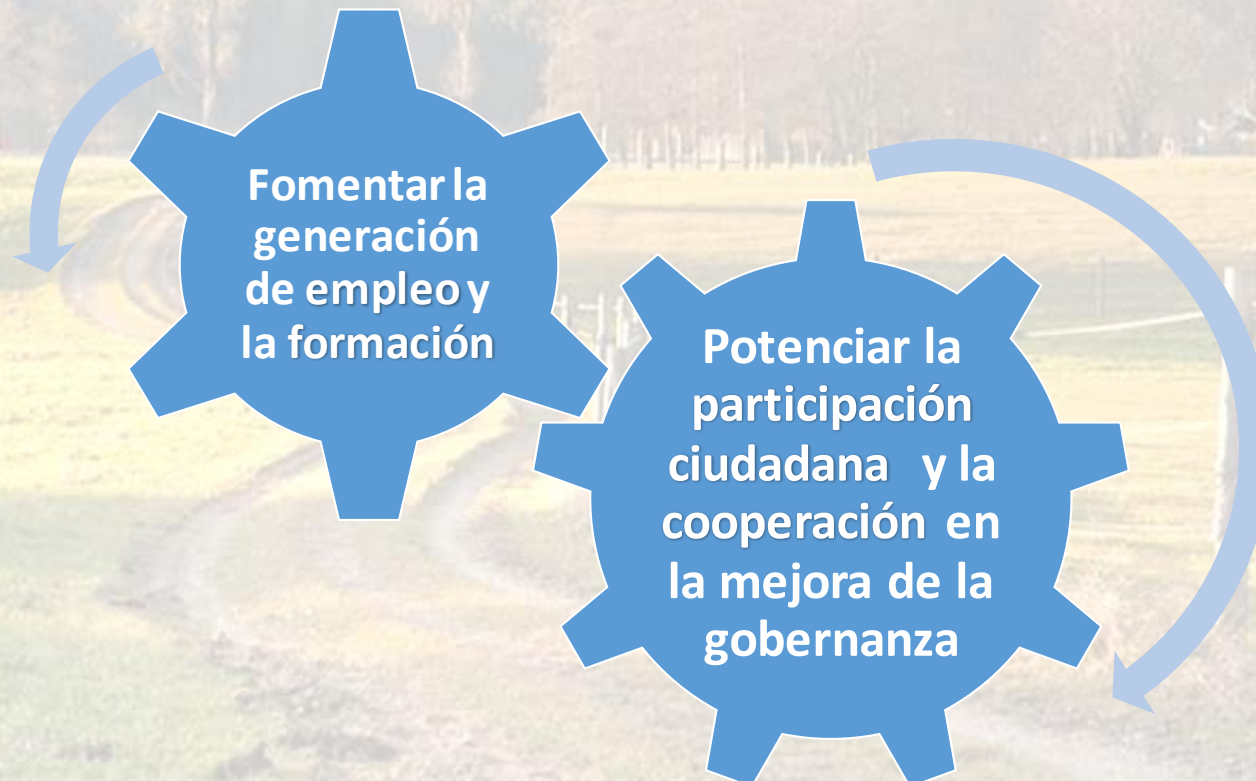 Fomentar la
generación
de empleo y
la formación
Potenciar la
participación
ciudadana y la
cooperación en
la mejora de la
gobernanza